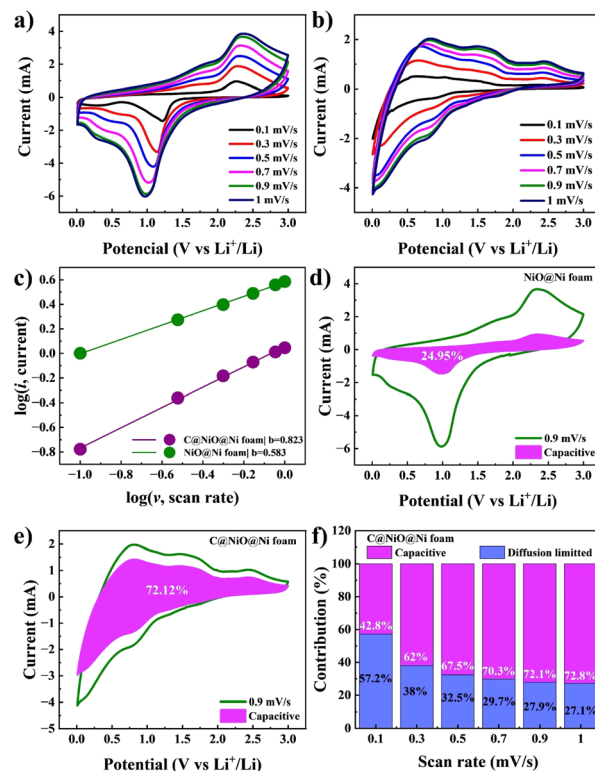 a)
4
2
0
-2
-4
-6
Current (mA)
0.1 mV/s
0.3 mV/s
0.5 mV/s
0.7 mV/s
0.9 mV/s
1 mV/s
0.0 0.5 1.0 1.5 2.0 2.5 3.0
Potencial (V vs Li⁺/Li)
b)
2
0
-2
-4
Current (mA)
0.1 mV/s
0.3 mV/s
0.5 mV/s
0.7 mV/s
0.9 mV/s
1 mV/s
0.0 0.5 1.0 1.5 2.0 2.5 3.0
Potencial (V vs Li⁺/Li)
c)
0.6
0.4
0.2
0.0
-0.2
-0.4
-0.6
-0.8
log(i, current)
C@NiO@Ni foam| b=0.823
NiO@Ni foam| b=0.583
-1.0 -0.8 -0.6 -0.4 -0.2 0.0
log(v, scan rate)
d)
NiO@Ni foam
4
2
0
-2
-4
-6
Current (mA)
24.95%
0.9 mV/s
Capacitive
0.0 0.5 1.0 1.5 2.0 2.5 3.0
Potential (V vs Li⁺/Li)
e)
C@NiO@Ni foam
2
1
0
-1
-2
-3
-4
-5
Current (mA)
72.12%
0.9 mV/s
Capacitive
0.0 0.5 1.0 1.5 2.0 2.5 3.0
Potential (V vs Li⁺/Li)
f)
120
100
80
60
40
20
0
Contribution (%)
C@NiO@Ni foam
Capacitive
Diffusion limitted
42.8% 62% 67.5% 70.3% 72.1% 72.8%
57.2% 38% 32.5% 29.7% 27.9% 27.1%
0.1 0.3 0.5 0.7 0.9 1
Scan rate (mV/s)